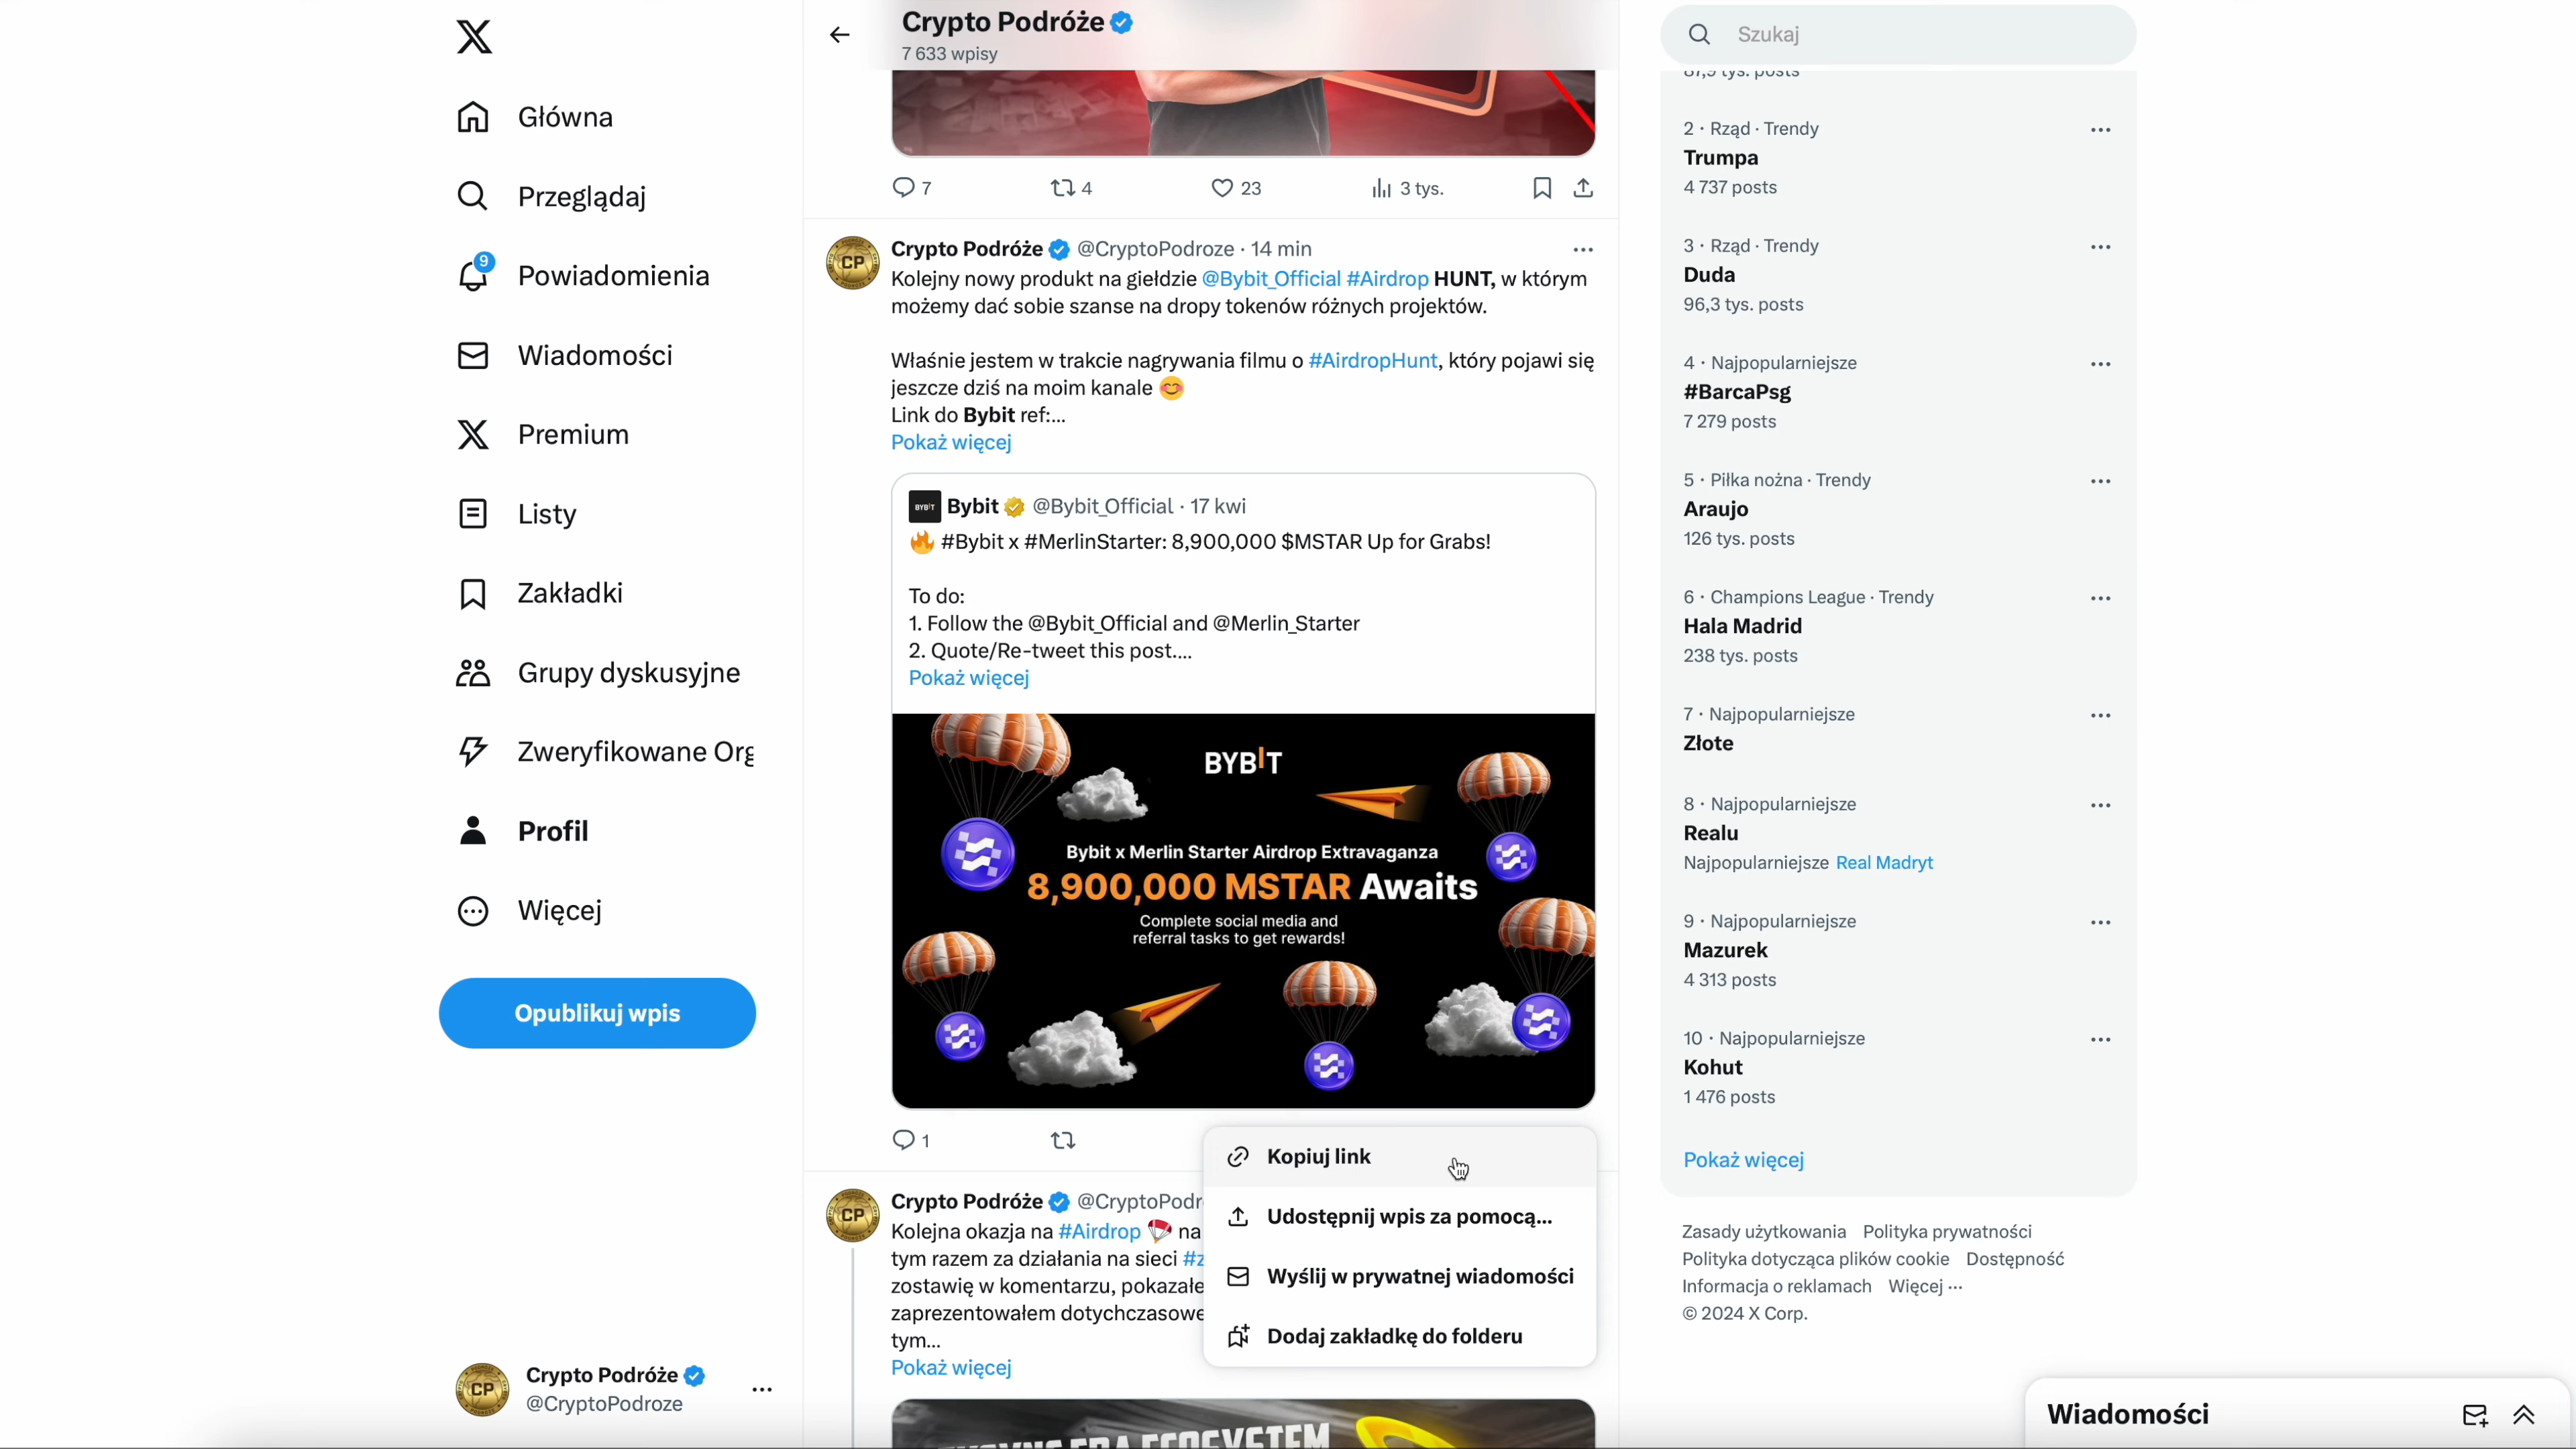 Główna
Przeglądaj
9
Powiadomienia
Wiadomości
Premium
Listy
Zakładki
Grupy dyskusyjne
Zweryfikowane Org
Profil
Więcej
Opublikuj wpis
CP
Crypto Podróże
@CryptoPodroze
Crypto Podróże
7 633 wpisy
7
4
23
3 tys.
CP
Crypto Podróże @CryptoPodroze · 14 min
Kolejny nowy produkt na giełdzie @Bybit_Official #Airdrop HUNT, w którym
możemy dać sobie szanse na dropy tokenów różnych projektów.
Właśnie jestem w trakcie nagrywania filmu o #AirdropHunt, który pojawi się
jeszcze dziś na moim kanale 😊
Link do Bybit ref:...
Pokaż więcej
BYBIT
Bybit @Bybit_Official · 17 kwi
🔥 #Bybit x #MerlinStarter: 8,900,000 $MSTAR Up for Grabs!
To do:
1. Follow the @Bybit_Official and @Merlin_Starter
2. Quote/Re-tweet this post....
Pokaż więcej
BYBIT
Bybit x Merlin Starter Airdrop Extravaganza
8,900,000 MSTAR Awaits
Complete social media and
referral tasks to get rewards!
1
Kopiuj link
Udostępnij wpis za pomocą...
Wyślij w prywatnej wiadomości
Dodaj zakładkę do folderu
CP
Crypto Podróże @CryptoPodr
Kolejna okazja na #Airdrop 🪂 na
tym razem za działania na sieci #z
zostawię w komentarzu, pokazałe
zaprezentowałem dotychczasowe
tym...
Pokaż więcej
ERA ECOSYSTEM
Szukaj
87,9 tys. posts
2 · Rząd · Trendy
Trumpa
4 737 posts
3 · Rząd · Trendy
Duda
96,3 tys. posts
4 · Najpopularniejsze
#BarcaPsg
7 279 posts
5 · Piłka nożna · Trendy
Araujo
126 tys. posts
6 · Champions League · Trendy
Hala Madrid
238 tys. posts
7 · Najpopularniejsze
Złote
8 · Najpopularniejsze
Realu
Najpopularniejsze Real Madryt
9 · Najpopularniejsze
Mazurek
4 313 posts
10 · Najpopularniejsze
Kohut
1 476 posts
Pokaż więcej
Zasady użytkowania Polityka prywatności
Polityka dotycząca plików cookie Dostępność
Informacja o reklamach Więcej ···
© 2024 X Corp.
Wiadomości